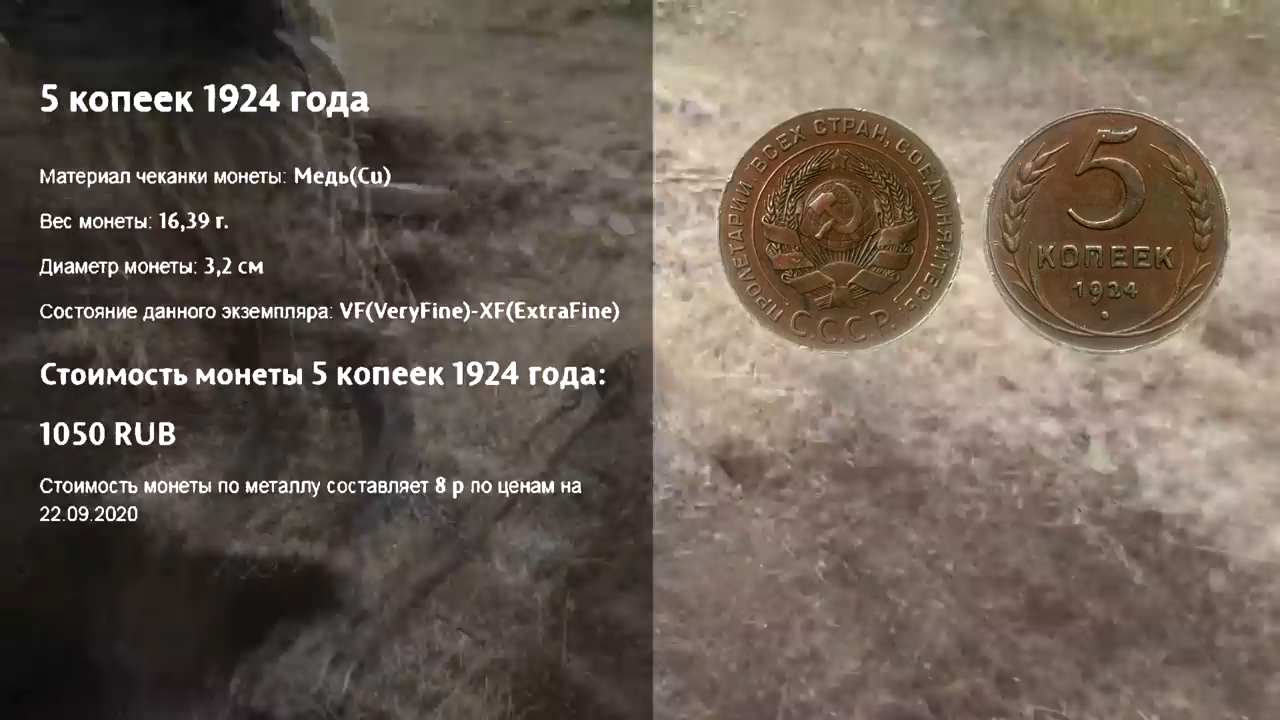 5 копеек 1924 года
Материал чеканки монеты: Медь(Cu)
Вес монеты: 16,39 г.
Диаметр монеты: 3,2 см
Состояние данного экземпляра: VF(VeryFine)-XF(ExtraFine)
Стоимость монеты 5 копеек 1924 года:
1050 RUB
Стоимость монеты по металлу составляет 8 р по ценам на
22.09.2020
ПРОЛЕТАРИИ ВСЕХ СТРАН, СОЕДИНЯЙТЕСЬ!
С.С.С.Р.
5
КОПЕЕК
1924